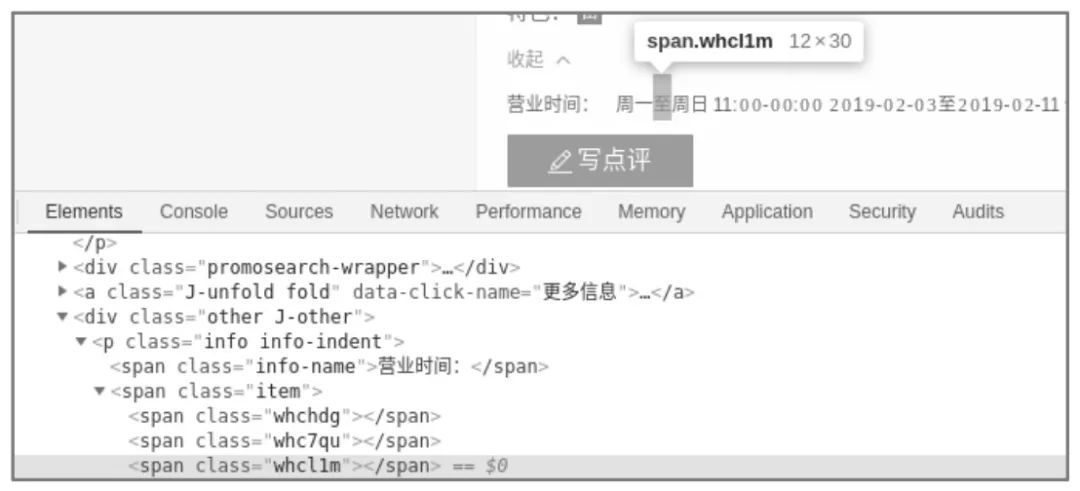 span.whcl1m 12×30
收起
营业时间： 周一至周日 11:00-00:00 2019-02-03至2019-02-11
写点评
Elements Console Sources Network Performance Memory Application Security Audits
</p>
<div class="promosearch-wrapper">…</div>
<a class="J-unfold fold" data-click-name="更多信息">…</a>
<div class="other J-other">
<p class="info info-indent">
<span class="info-name">营业时间：</span>
<span class="item">
<span class="whchdg"></span>
<span class="whc7qu"></span>
<span class="whcl1m"></span> == $0